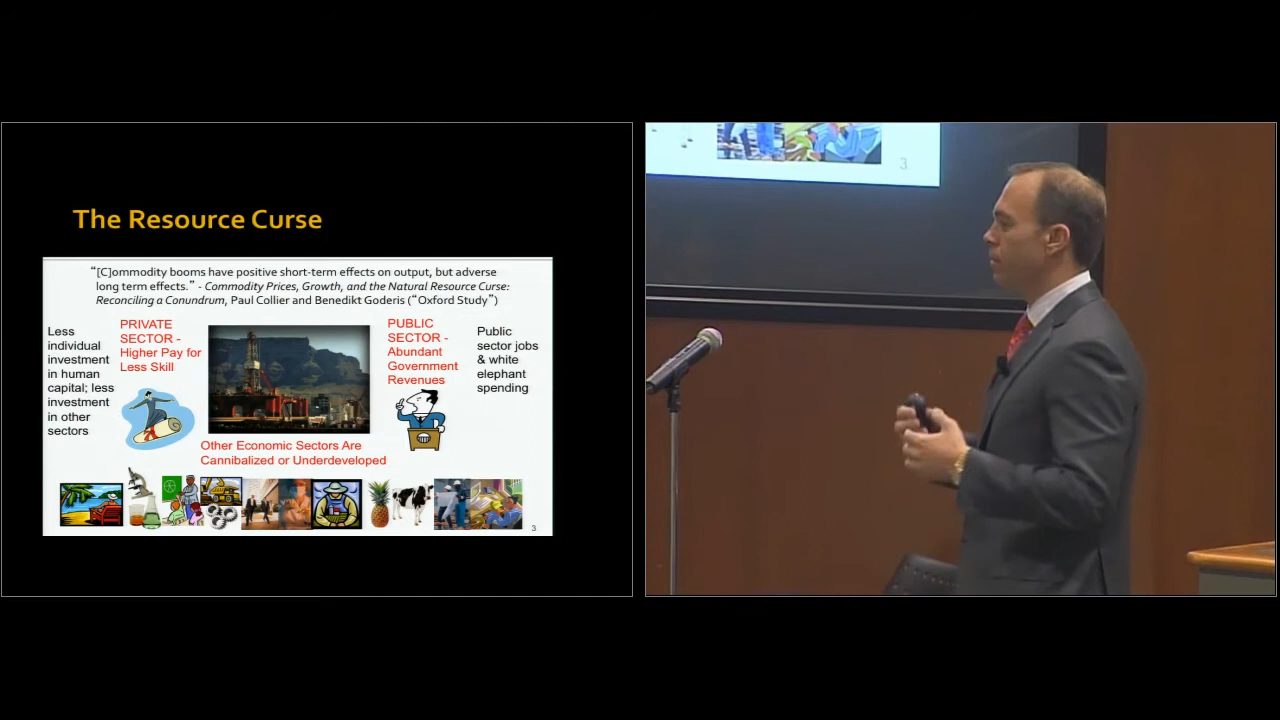 The Resource Curse
“[C]ommodity booms have positive short-term effects on output, but adverse
long term effects.” - Commodity Prices, Growth, and the Natural Resource Curse:
Reconciling a Conundrum, Paul Collier and Benedikt Goderis (“Oxford Study”)
Less
individual
investment
in human
capital; less
investment
in other
sectors
PRIVATE
SECTOR -
Higher Pay for
Less Skill
PUBLIC
SECTOR -
Abundant
Government
Revenues
Public
sector jobs
& white
elephant
spending
Other Economic Sectors Are
Cannibalized or Underdeveloped
3
3